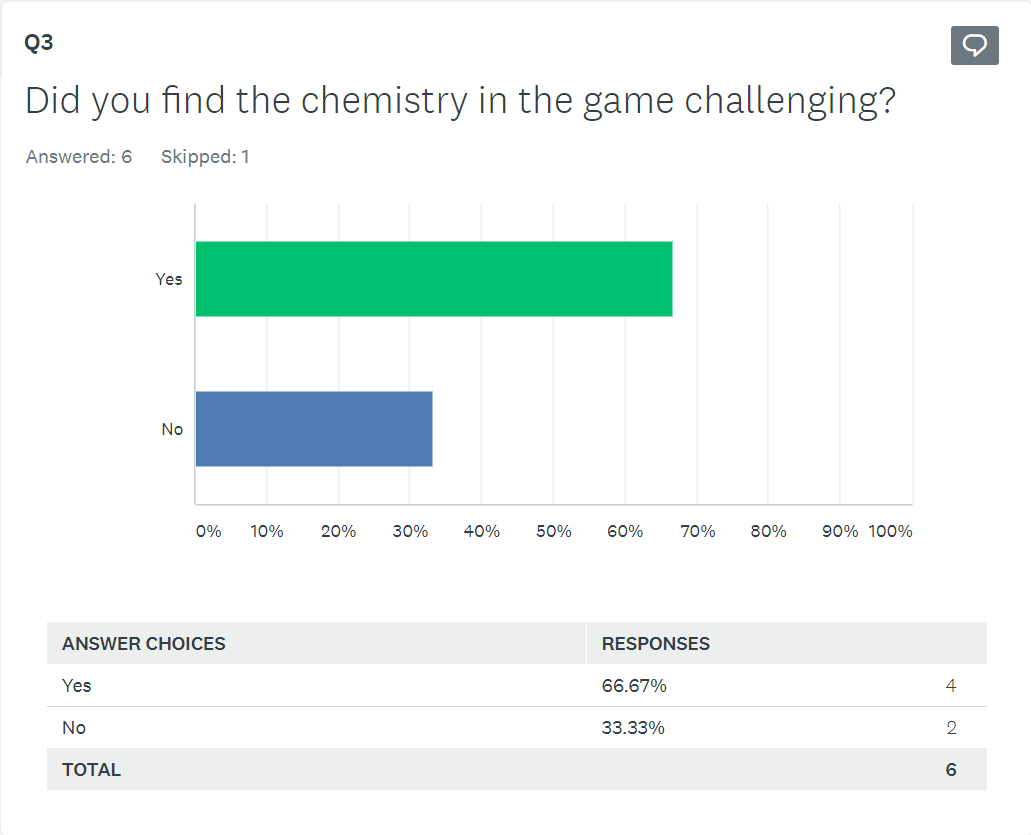 Q3
Did you find the chemistry in the game challenging?
Answered: 6 Skipped: 1
Yes
No
0% 10% 20% 30% 40% 50% 60% 70% 80% 90% 100%
ANSWER CHOICES RESPONSES
Yes 66.67% 4
No 33.33% 2
TOTAL 6